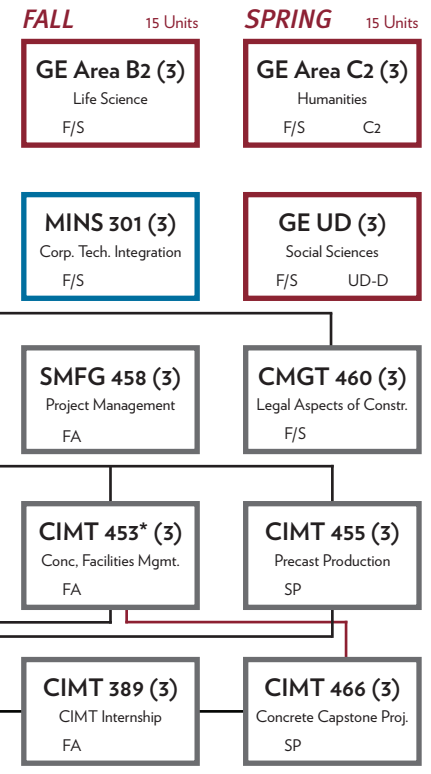 FALL 15 Units
SPRING 15 Units
GE Area B2 (3)
Life Science
F/S
GE Area C2 (3)
Humanities
F/S C2
MINS 301 (3)
Corp. Tech. Integration
F/S
GE UD (3)
Social Sciences
F/S UD-D
SMFG 458 (3)
Project Management
FA
CMGT 460 (3)
Legal Aspects of Constr.
F/S
CIMT 453* (3)
Conc, Facilities Mgmt.
FA
CIMT 455 (3)
Precast Production
SP
CIMT 389 (3)
CIMT Internship
FA
CIMT 466 (3)
Concrete Capstone Proj.
SP